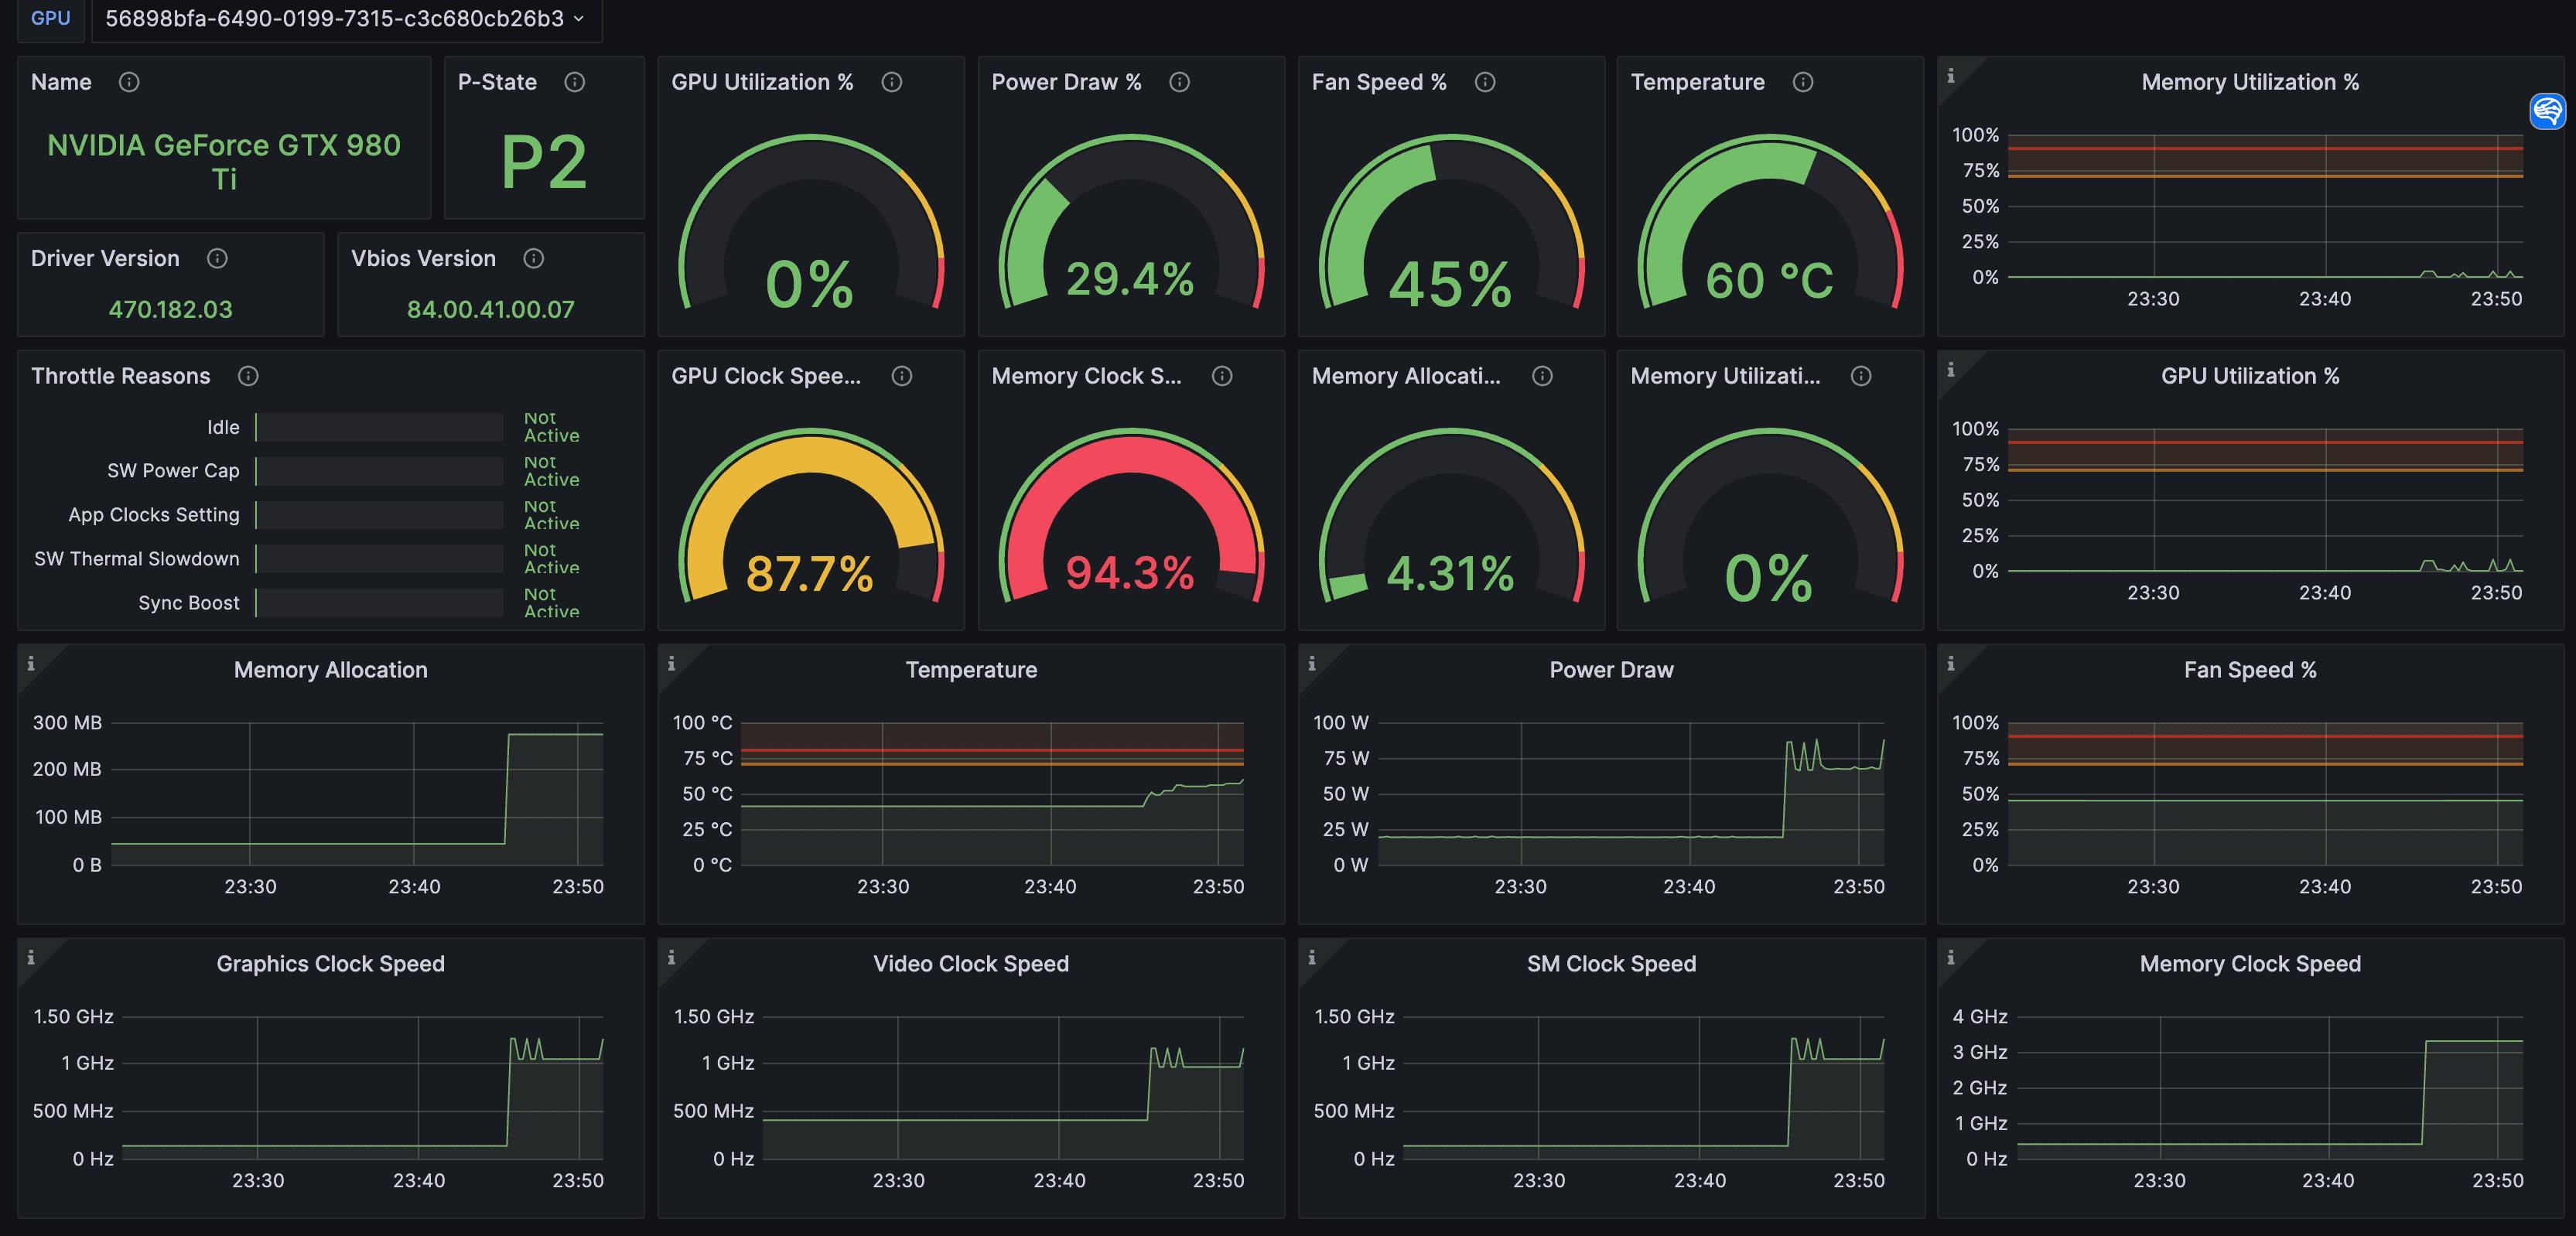 GPU
56898bfa-6490-0199-7315-c3c680cb26b3
Name
NVIDIA GeForce GTX 980
Ti
P-State
P2
GPU Utilization %
0%
Power Draw %
29.4%
Fan Speed %
45%
Temperature
60 °C
Memory Utilization %
100%
75%
50%
25%
0%
23:30
23:40
23:50
Driver Version
470.182.03
Vbios Version
84.00.41.00.07
Throttle Reasons
Idle
Not
Active
SW Power Cap
Not
Active
App Clocks Setting
Not
Active
SW Thermal Slowdown
Not
Active
Sync Boost
Not
Active
GPU Clock Spee...
87.7%
Memory Clock S...
94.3%
Memory Allocati...
4.31%
Memory Utilizati...
0%
GPU Utilization %
100%
75%
50%
25%
0%
23:30
23:40
23:50
Memory Allocation
300 MB
200 MB
100 MB
0 B
23:30
23:40
23:50
Temperature
100 °C
75 °C
50 °C
25 °C
0 °C
23:30
23:40
23:50
Power Draw
100 W
75 W
50 W
25 W
0 W
23:30
23:40
23:50
Fan Speed %
100%
75%
50%
25%
0%
23:30
23:40
23:50
Graphics Clock Speed
1.50 GHz
1 GHz
500 MHz
0 Hz
23:30
23:40
23:50
Video Clock Speed
1.50 GHz
1 GHz
500 MHz
0 Hz
23:30
23:40
23:50
SM Clock Speed
1.50 GHz
1 GHz
500 MHz
0 Hz
23:30
23:40
23:50
Memory Clock Speed
4 GHz
3 GHz
2 GHz
1 GHz
0 Hz
23:30
23:40
23:50